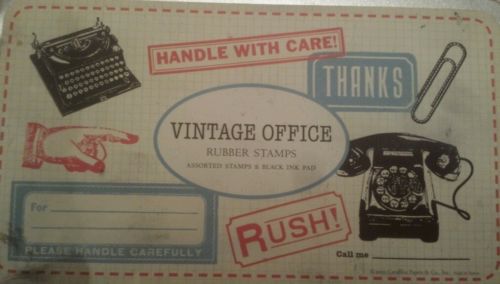 HANDLE WITH CARE!
THANKS
VINTAGE OFFICE
RUBBER STAMPS
ASSORTED STAMPS & BLACK INK PAD
For
PLEASE HANDLE CAREFULLY
RUSH!
Call me